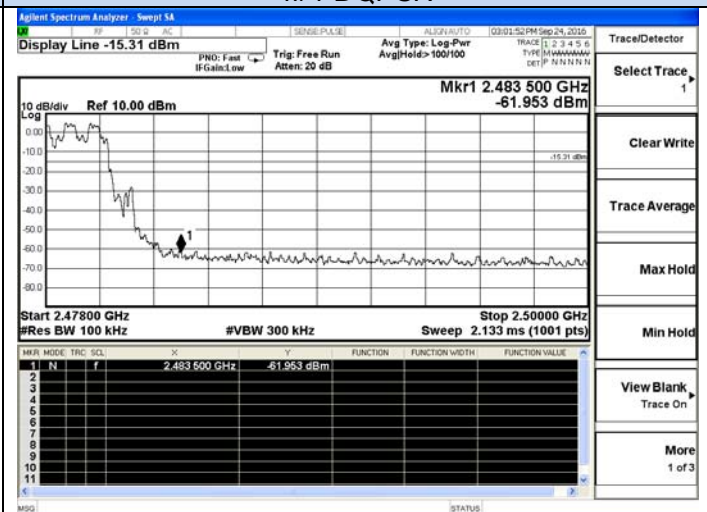 π/4-DQPSK
Agilent Spectrum Analyzer - Swept SA
RF 50 Ω AC SENSE:PULSE ALIGN AUTO 03:01:52 PM Sep 24, 2016
Display Line -15.31 dBm
PNO: Fast Trig: Free Run Avg Type: Log-Pwr TRACE 1 2 3 4 5 6
IFGain:Low Atten: 20 dB Avg|Hold:>100/100 TYPE MWWWWW
DET P N N N N N
Mkr1 2.483 500 GHz
-61.953 dBm
10 dB/div Ref 10.00 dBm
Log
0.00
-10.0
-15.31 dBm
-20.0
-30.0
-40.0
-50.0
1
-60.0
-70.0
-80.0
Start 2.47800 GHz Stop 2.50000 GHz
#Res BW 100 kHz #VBW 300 kHz Sweep 2.133 ms (1001 pts)
MKR MODE TRC SCL X Y FUNCTION FUNCTION WIDTH FUNCTION VALUE
1 N f 2.483 500 GHz -61.953 dBm
2
3
4
5
6
7
8
9
10
11
MSG STATUS
Trace/Detector
Select Trace
1
Clear Write
Trace Average
Max Hold
Min Hold
View Blank
Trace On
More
1 of 3